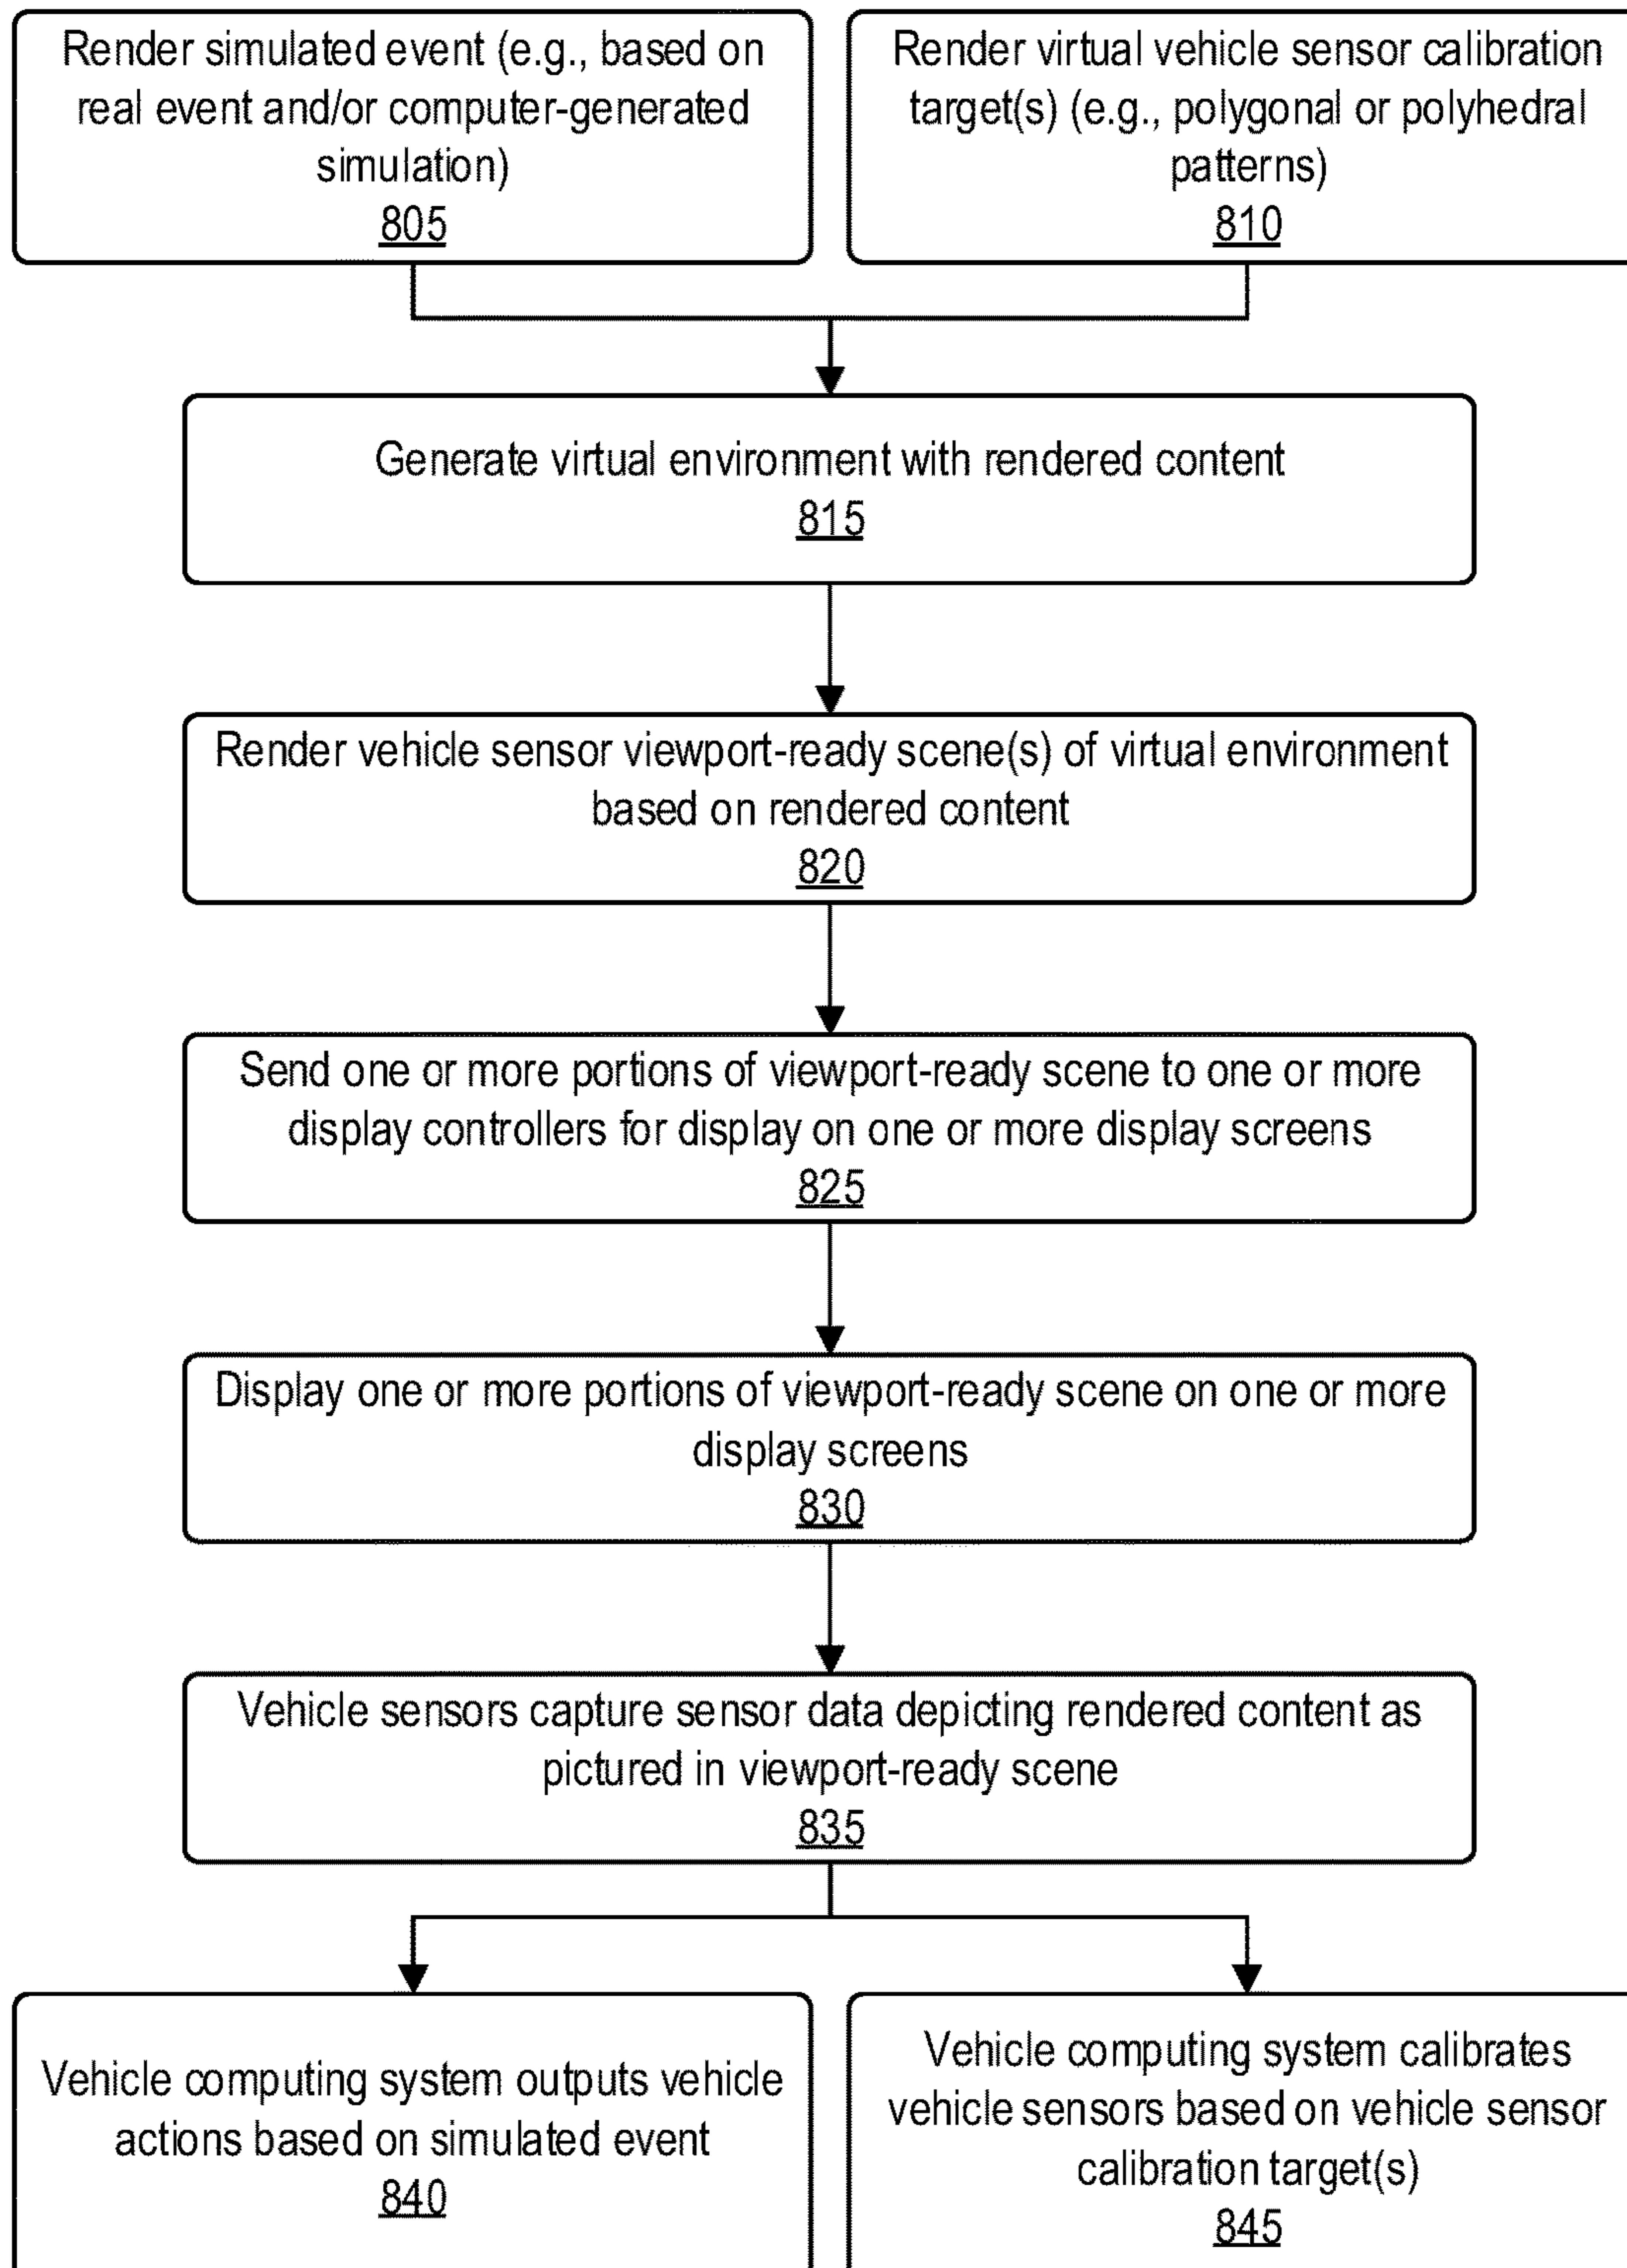 Render simulated event (e.g., based on
real event and/or computer-generated
simulation)
805
Render virtual vehicle sensor calibration
target(s) (e.g., polygonal or polyhedral
patterns)
810
Generate virtual environment with rendered content
815
Render vehicle sensor viewport-ready scene(s) of virtual environment
based on rendered content
820
Send one or more portions of viewport-ready scene to one or more
display controllers for display on one or more display screens
825
Display one or more portions of viewport-ready scene on one or more
display screens
830
Vehicle sensors capture sensor data depicting rendered content as
pictured in viewport-ready scene
835
Vehicle computing system outputs vehicle
actions based on simulated event
840
Vehicle computing system calibrates
vehicle sensors based on vehicle sensor
calibration target(s)
845